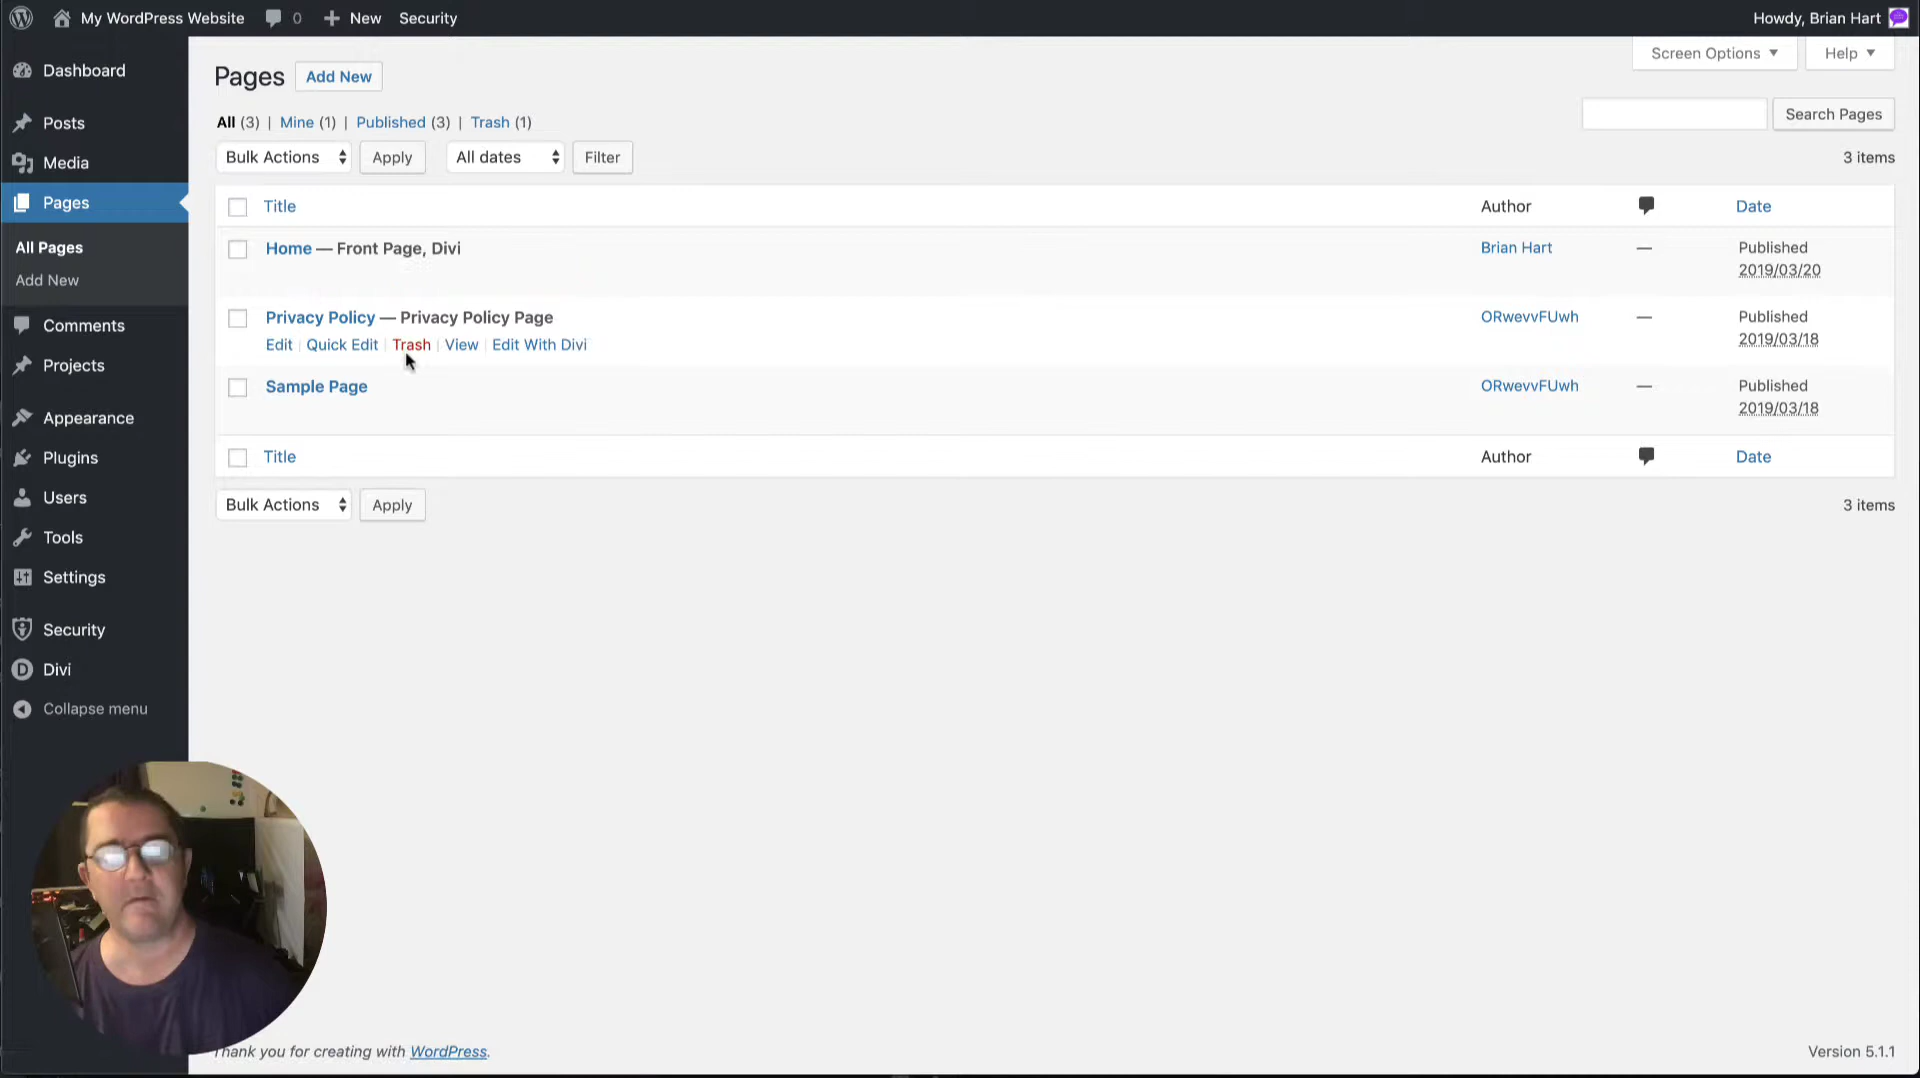 My WordPress Website 0 New Security Howdy, Brian Hart
Dashboard
Posts
Media
Pages
All Pages
Add New
Comments
Projects
Appearance
Plugins
Users
Tools
Settings
Security
Divi
Collapse menu
Screen Options Help
Pages Add New
All (3) | Mine (1) | Published (3) | Trash (1)
Search Pages
Bulk Actions Apply All dates Filter 3 items
Title Author Date
Home — Front Page, Divi Brian Hart — Published
2019/03/20
Privacy Policy — Privacy Policy Page ORwevvFUwh — Published
2019/03/18
Edit | Quick Edit | Trash | View | Edit With Divi
Sample Page ORwevvFUwh — Published
2019/03/18
Title Author Date
Bulk Actions Apply 3 items
Thank you for creating with WordPress. Version 5.1.1